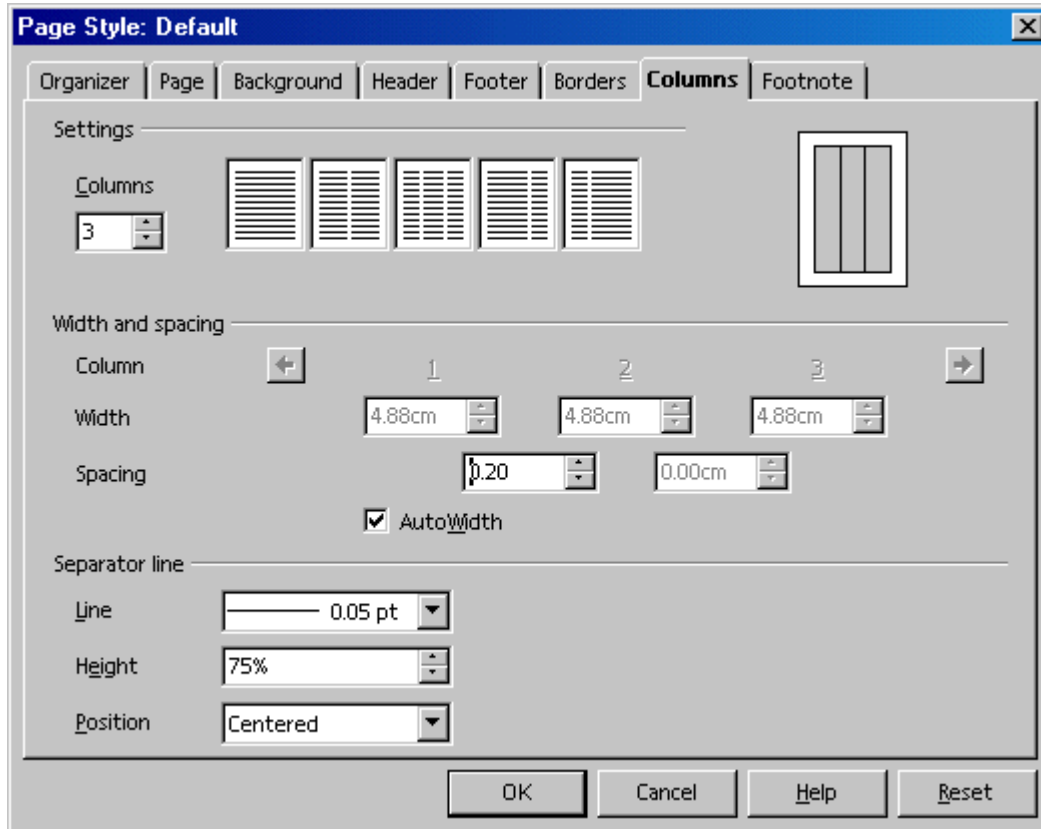 Page Style: Default
Organizer Page Background Header Footer Borders Columns Footnote
Settings
Columns
3
Width and spacing
Column 1 2 3
Width 4.88cm 4.88cm 4.88cm
Spacing 0.20 0.00cm
AutoWidth
Separator line
Line 0.05 pt
Height 75%
Position Centered
OK Cancel Help Reset